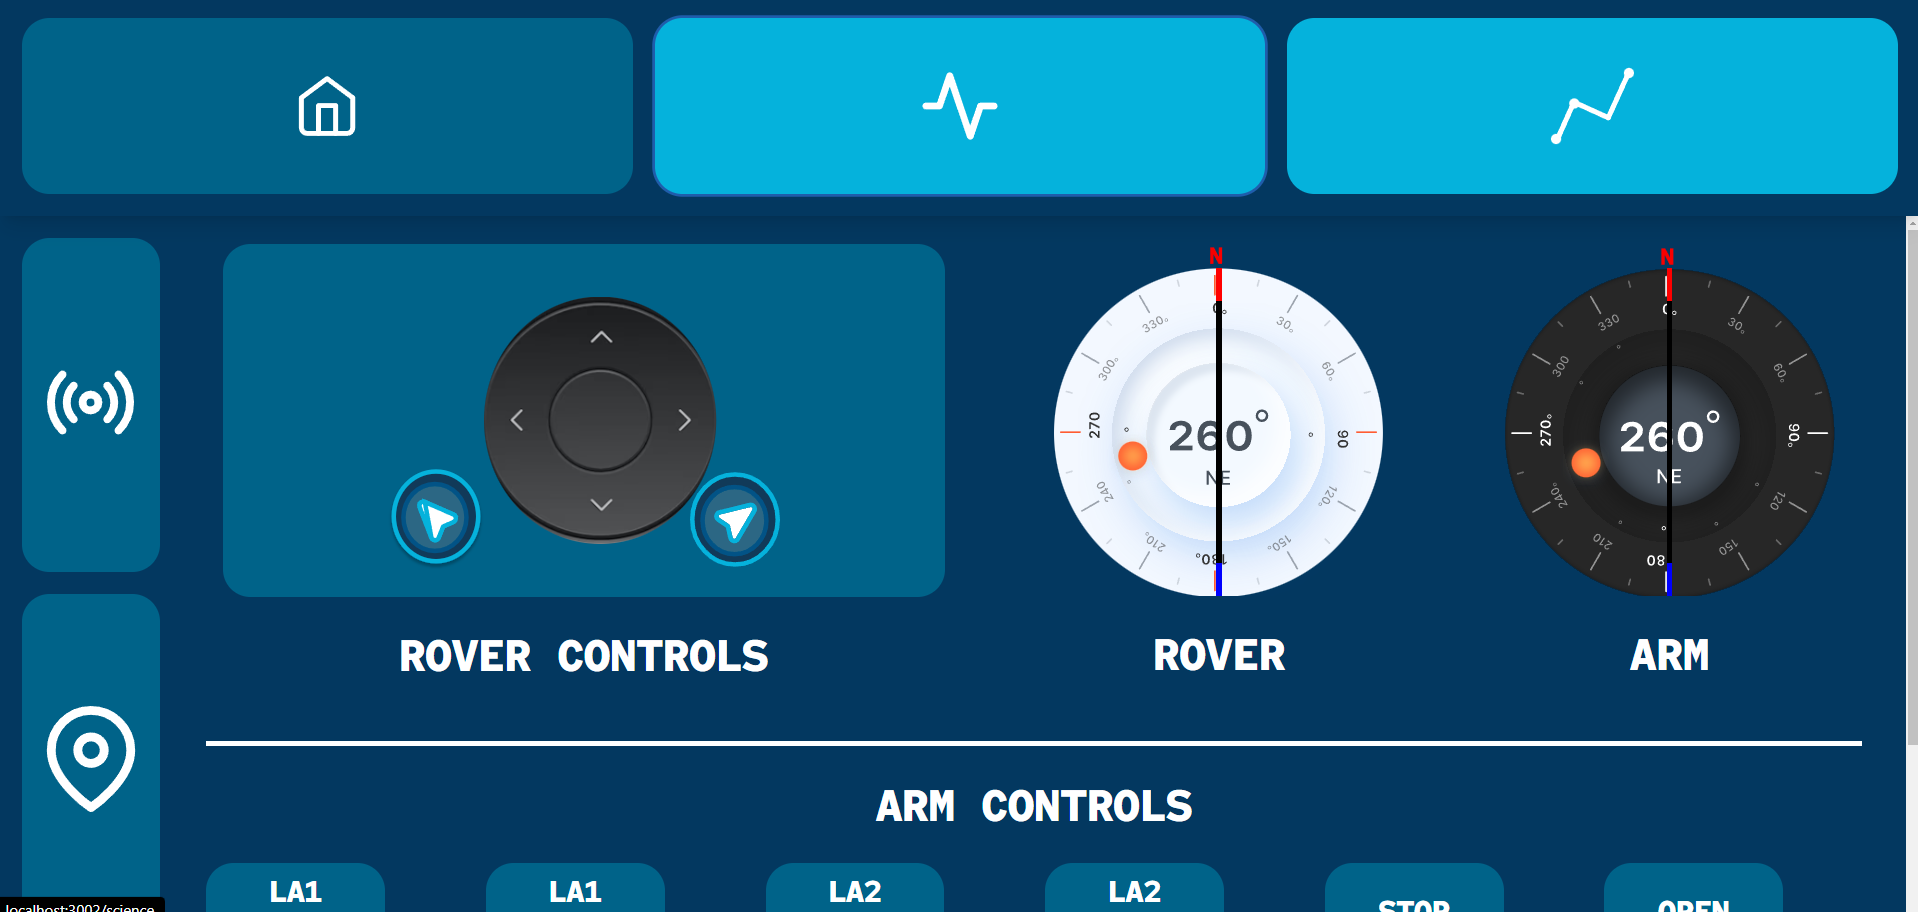 N
N
0°
30°
60°
90°
120°
150°
180°
210°
240
270
300°
330°
260°
NE
0°
30°
60°
90°
120
150
80
210
240°
270°
300
330
260°
NE
ROVER CONTROLS
ROVER
ARM
ARM CONTROLS
LA1
LA1
LA2
LA2
STOP
OPEN
localhost:3002/science